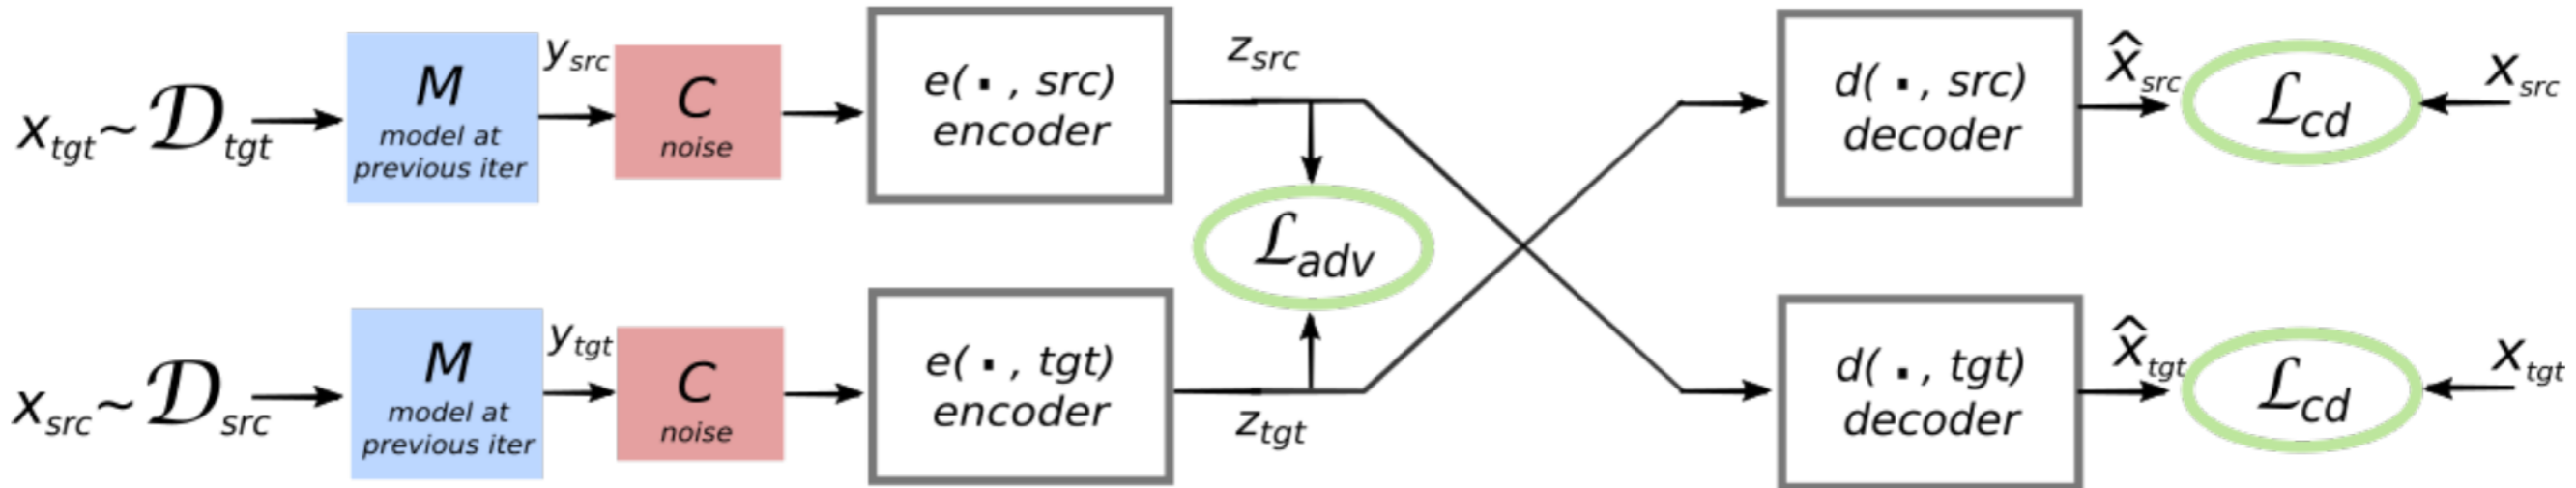 x_tgt ~ 𝒟_tgt
M
model at
previous iter
y_src
C
noise
e(·, src)
encoder
z_src
d(·, src)
decoder
x̂_src
ℒ_cd
x_src
ℒ_adv
x_src ~ 𝒟_src
M
model at
previous iter
y_tgt
C
noise
e(·, tgt)
encoder
z_tgt
d(·, tgt)
decoder
x̂_tgt
ℒ_cd
x_tgt